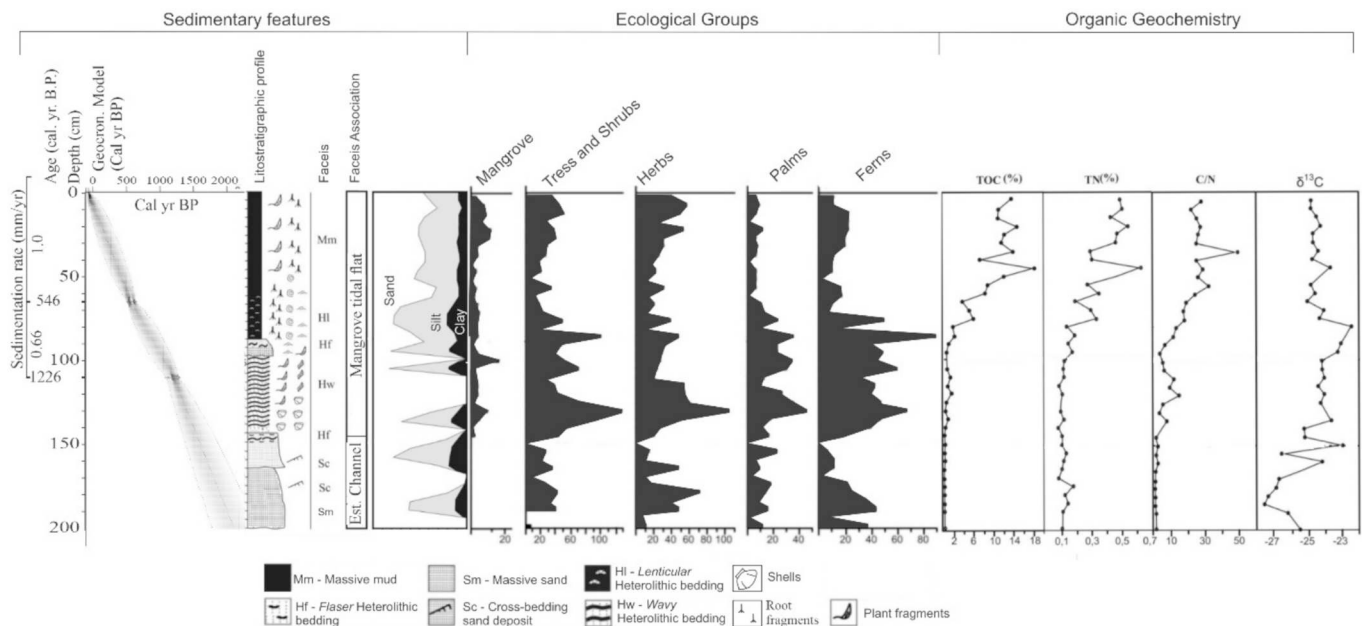 Sedimentary features
Ecological Groups
Organic Geochemistry
Sedimentation rate (mm/yr)
Age (cal. yr. B.P.)
Depth (cm)
Geocron. Model
(Cal yr BP)
Litostratigraphic profile
Faceis
Faceis Association
0 500 1000 2000
Cal yr BP
Mangrove
Tress and Shrubs
Herbs
Palms
Ferns
TOC (%)
TN(%)
C/N
δ13C
0
50
100
150
200
1.0
546
0.66
1226
Mm
Hl
Hf
Hw
Hf
Sc
Sc
Sm
Mangrove tidal flat
Est. Channel
Sand
Silt
Clay
20
20 60 100
20 60 100
20 40
40 80
2 6 10 14 18
0,1 0,3 0,5 0,7
10 30 50
-27 -25 -23
Mm - Massive mud
Sm - Massive sand
Hl - Lenticular
Heterolithic bedding
Shells
Hf - Flaser Heterolithic
bedding
Sc - Cross-bedding
sand deposit
Hw - Wavy
Heterolithic bedding
Root
fragments
Plant fragments